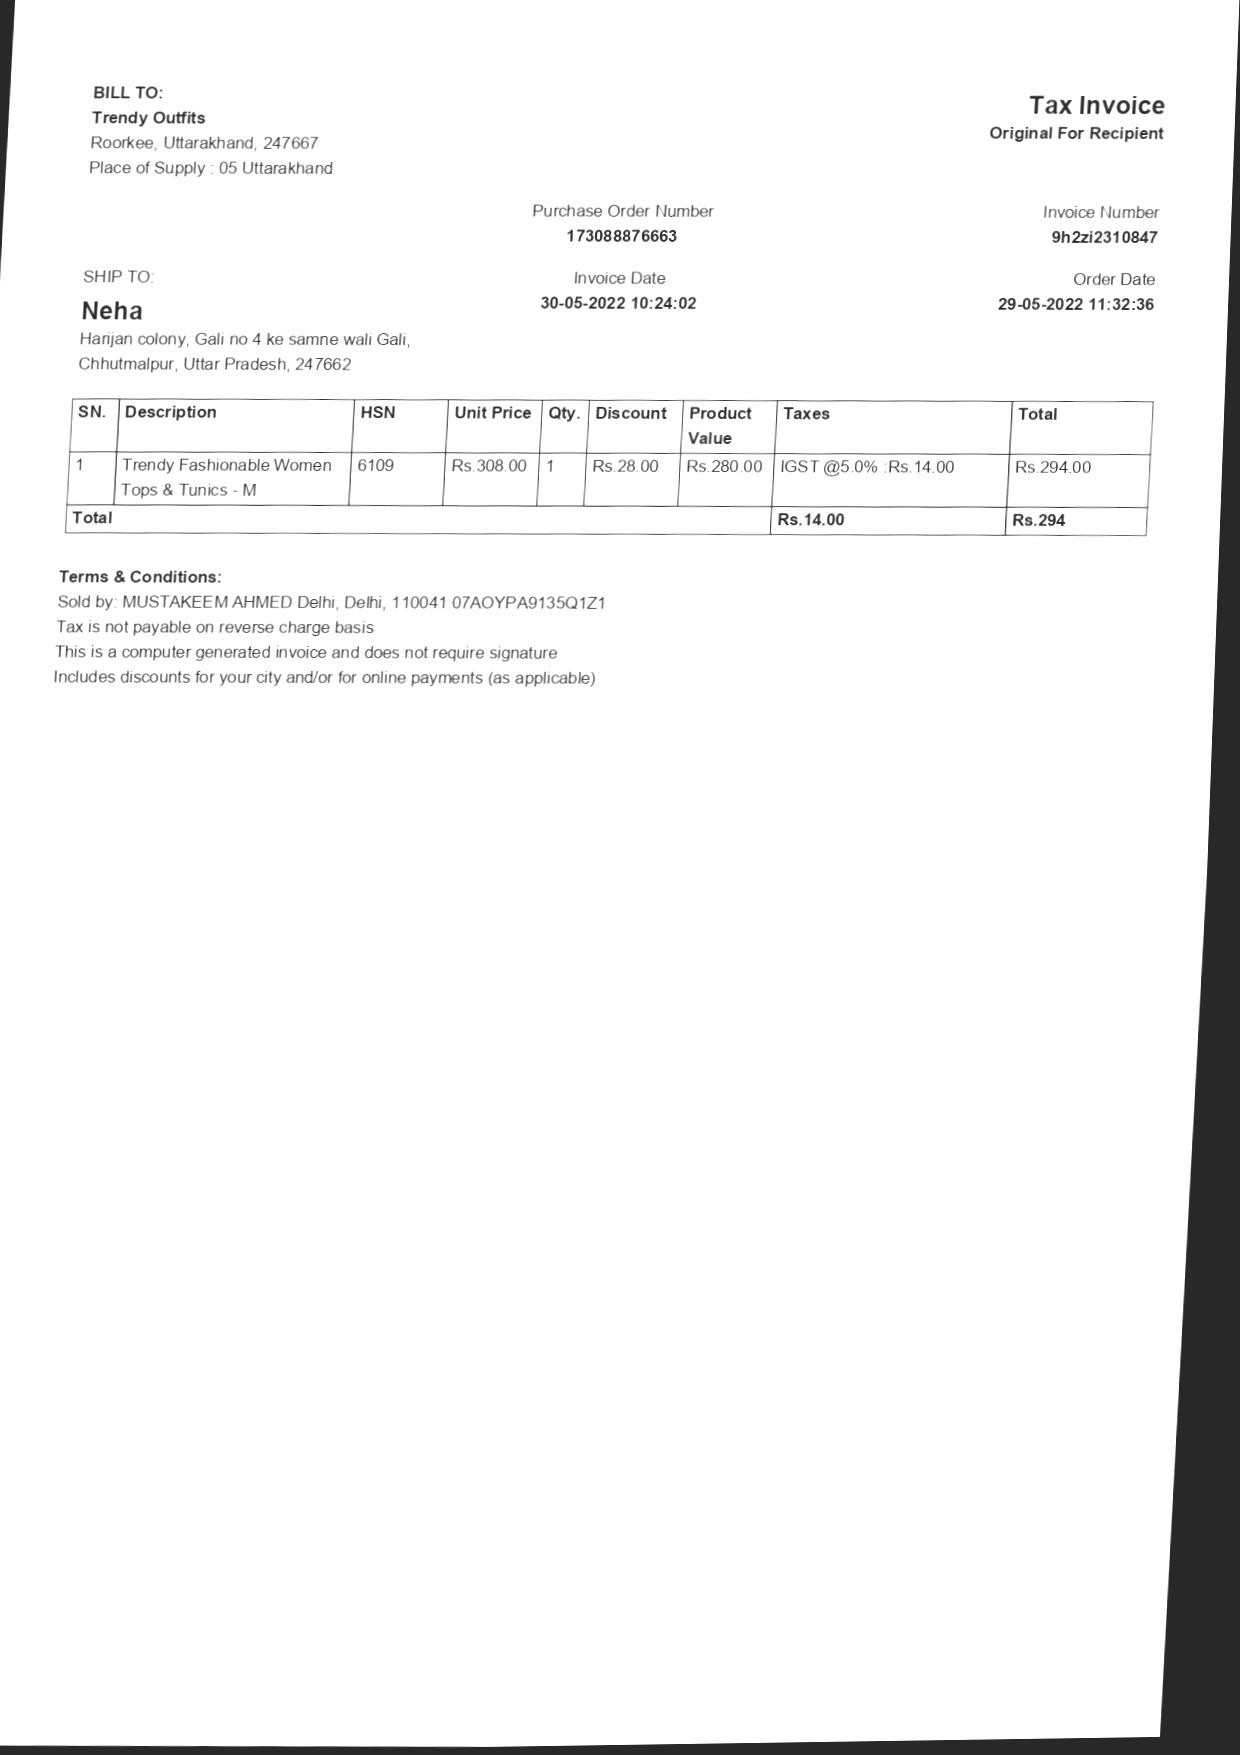 BILL TO:
Trendy Outfits
Roorkee, Uttarakhand, 247667
Place of Supply : 05 Uttarakhand
Tax Invoice
Original For Recipient
Purchase Order Number
173088876663
Invoice Number
9h2zi2310847
SHIP TO:
Neha
Harijan colony, Gali no 4 ke samne wali Gali,
Chhutmalpur, Uttar Pradesh, 247662
Invoice Date
30-05-2022 10:24:02
Order Date
29-05-2022 11:32:36
SN. Description HSN Unit Price Qty. Discount Product Value Taxes Total
1 Trendy Fashionable Women Tops & Tunics - M 6109 Rs.308.00 1 Rs.28.00 Rs.280.00 IGST @5.0% :Rs.14.00 Rs.294.00
Total Rs.14.00 Rs.294
Terms & Conditions:
Sold by: MUSTAKEEM AHMED Delhi, Delhi, 110041 07AOYPA9135Q1Z1
Tax is not payable on reverse charge basis
This is a computer generated invoice and does not require signature
Includes discounts for your city and/or for online payments (as applicable)